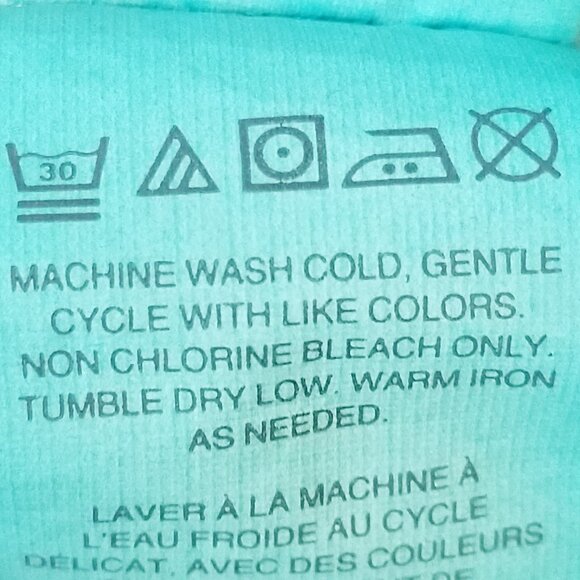 30
MACHINE WASH COLD, GENTLE
CYCLE WITH LIKE COLORS.
NON CHLORINE BLEACH ONLY.
TUMBLE DRY LOW. WARM IRON
AS NEEDED.
LAVER À LA MACHINE À
L'EAU FROIDE AU CYCLE
DÉLICAT, AVEC DES COULEURS